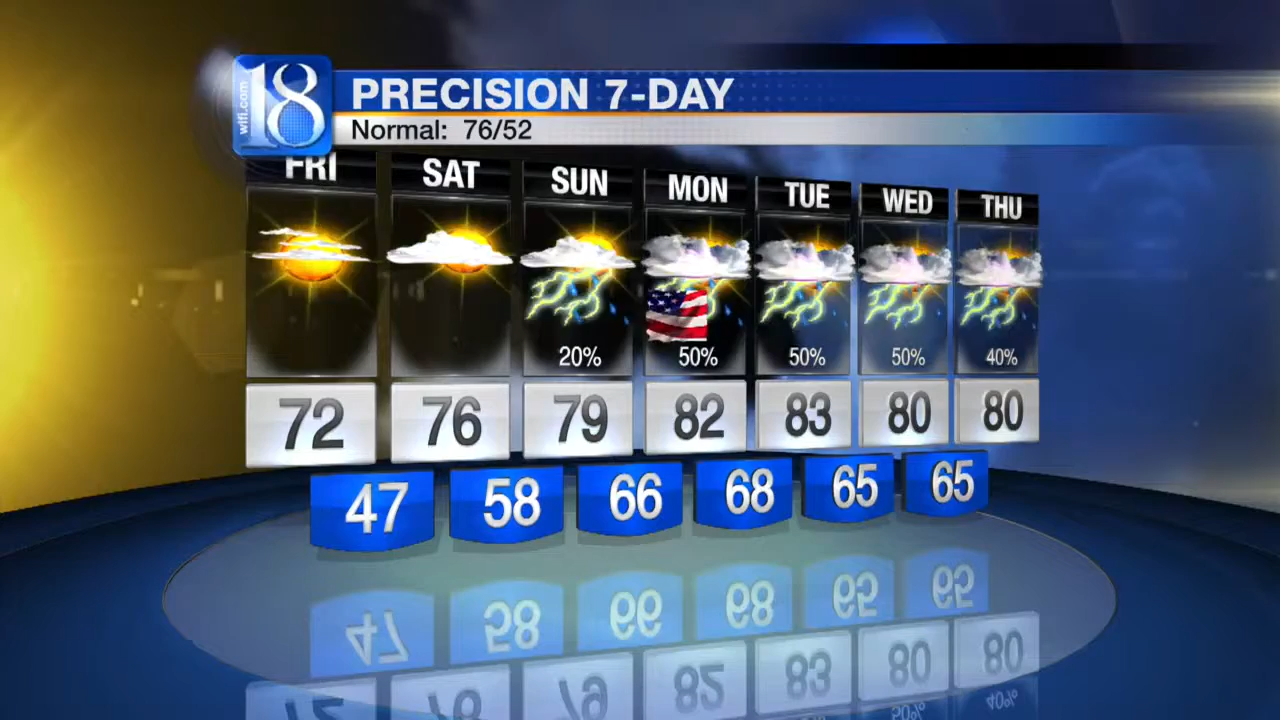 wlfi.com
18
PRECISION 7-DAY
Normal: 76/52
FRI SAT SUN MON TUE WED THU
20% 50% 50% 50% 40%
72 76 79 82 83 80 80
47 58 66 68 65 65